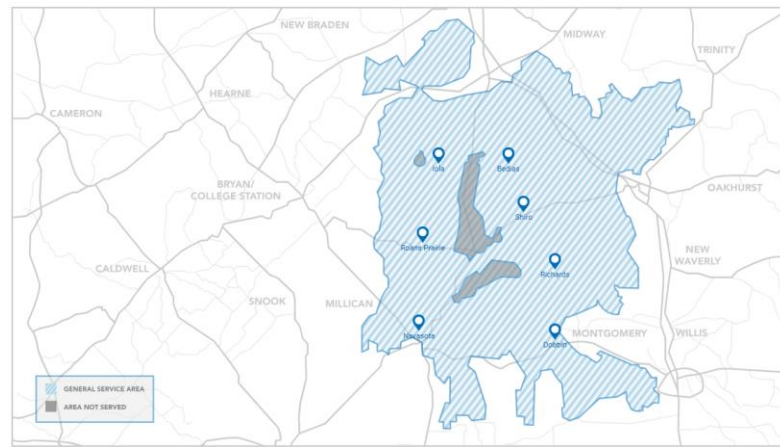 NEW BRADEN
MIDWAY
TRINITY
HEARNE
CAMERON
Iola
Bedias
BRYAN/
COLLEGE STATION
OAKHURST
Shiro
Roans Prairie
NEW
WAVERLY
CALDWELL
Richards
SNOOK
MILLICAN
Navasota
MONTGOMERY
WILLIS
Dobbin
GENERAL SERVICE AREA
AREA NOT SERVED